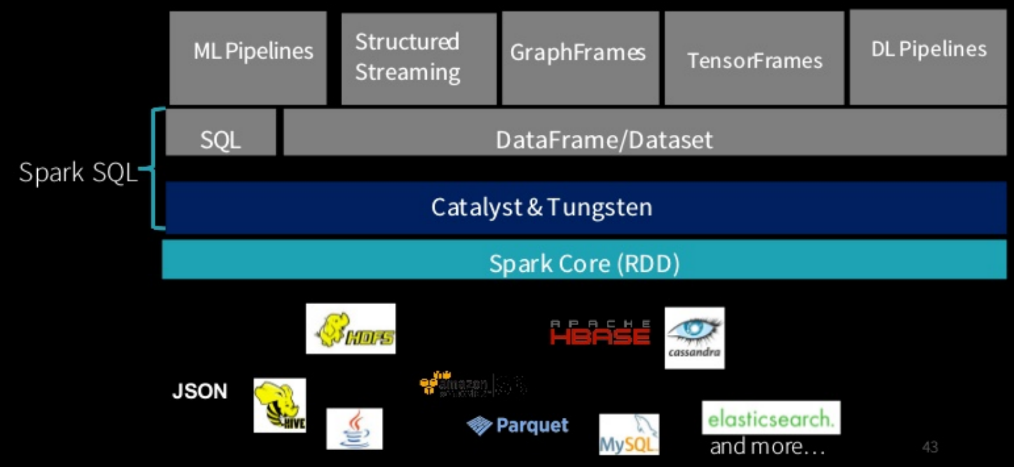 ML Pipelines
Structured
Streaming
GraphFrames
TensorFrames
DL Pipelines
SQL
DataFrame/Dataset
Spark SQL
Catalyst & Tungsten
Spark Core (RDD)
HDFS
APACHE
HBASE
cassandra
JSON
HIVE
amazon
Parquet
MySQL
elasticsearch.
and more...
43